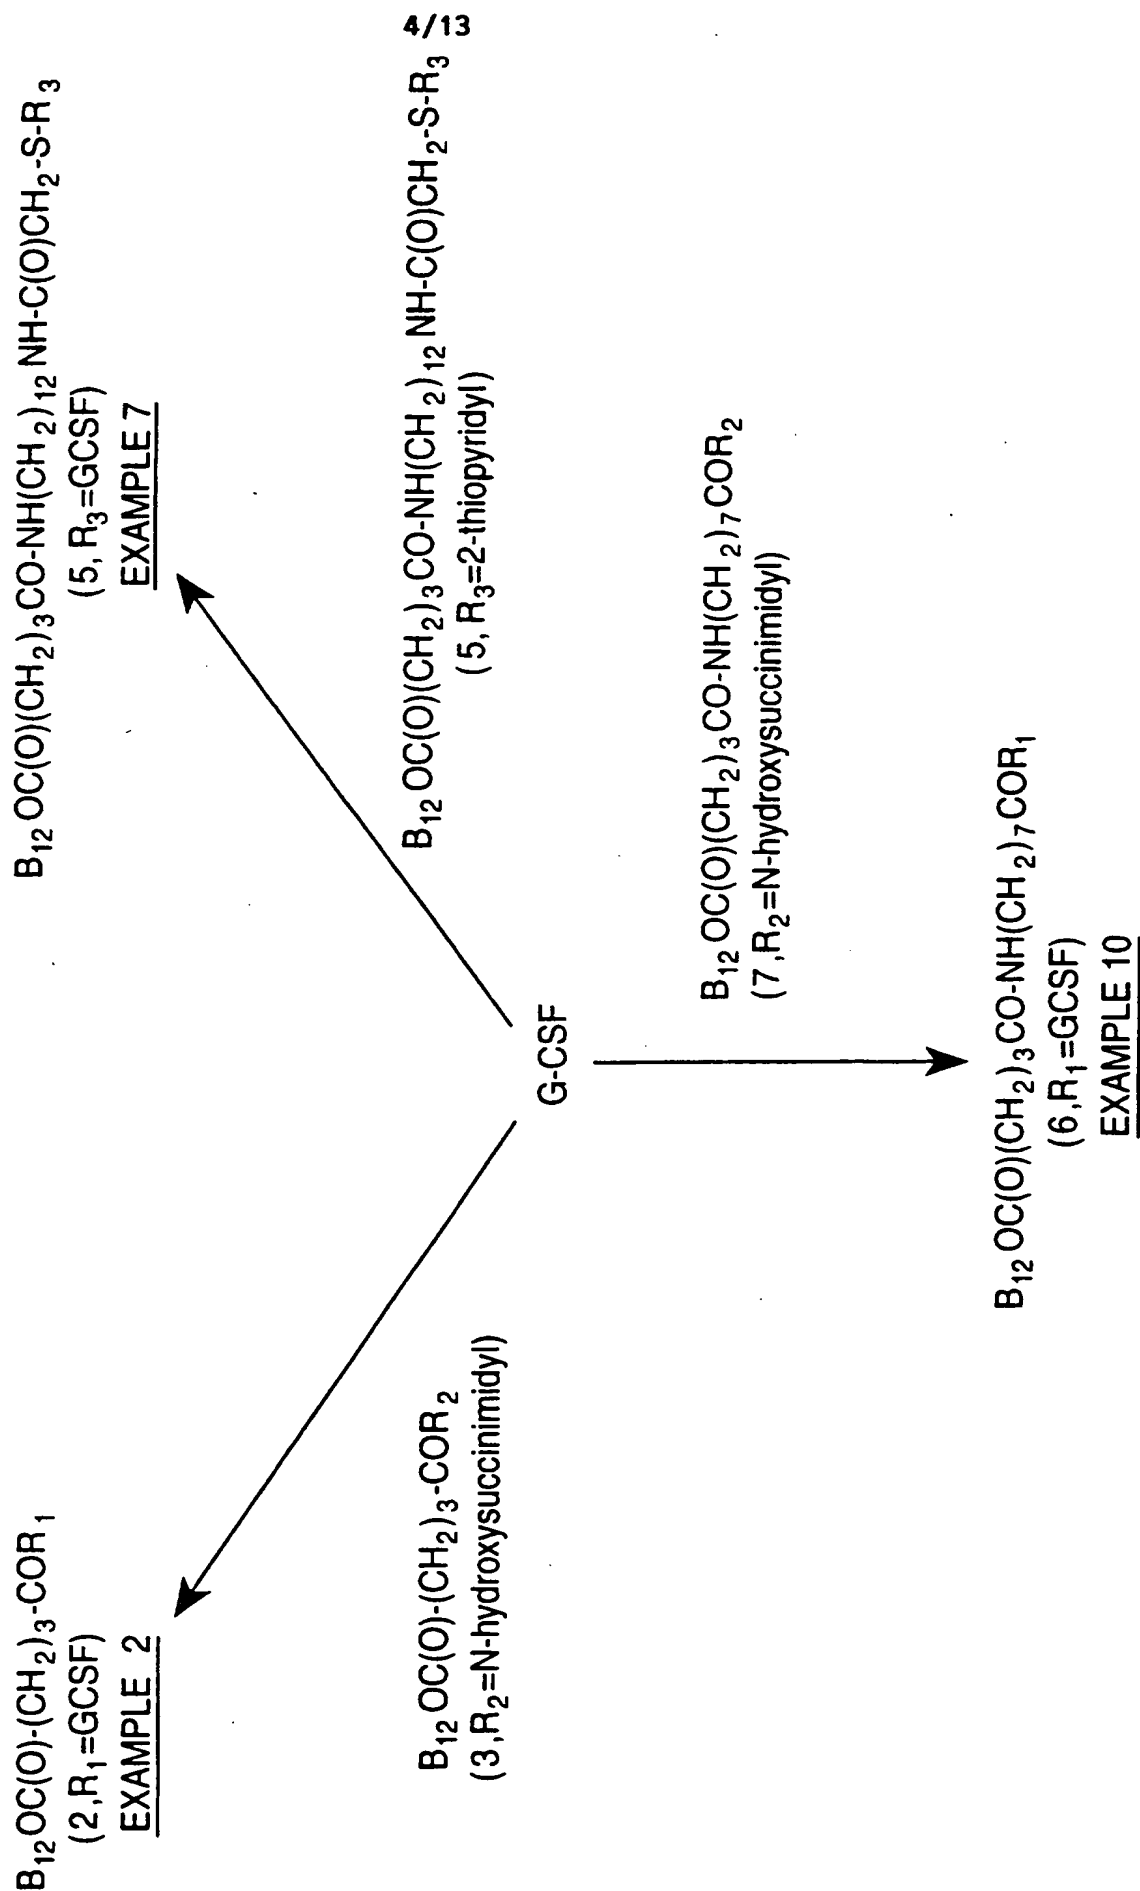 4/13
B₁₂OC(O)-(CH₂)₃-COR₁
(2,R₁=GCSF)
EXAMPLE 2
B₁₂OC(O)(CH₂)₃CO-NH(CH₂)₁₂NH-C(O)CH₂-S-R₃
(5, R₃=GCSF)
EXAMPLE 7
B₁₂OC(O)-(CH₂)₃-COR₂
(3,R₂=N-hydroxysuccinimidyl)
B₁₂OC(O)(CH₂)₃CO-NH(CH₂)₁₂NH-C(O)CH₂-S-R₃
(5, R₃=2-thiopyridyl)
G-CSF
B₁₂OC(O)(CH₂)₃CO-NH(CH₂)₇COR₂
(7,R₂=N-hydroxysuccinimidyl)
B₁₂OC(O)(CH₂)₃CO-NH(CH₂)₇COR₁
(6,R₁=GCSF)
EXAMPLE 10